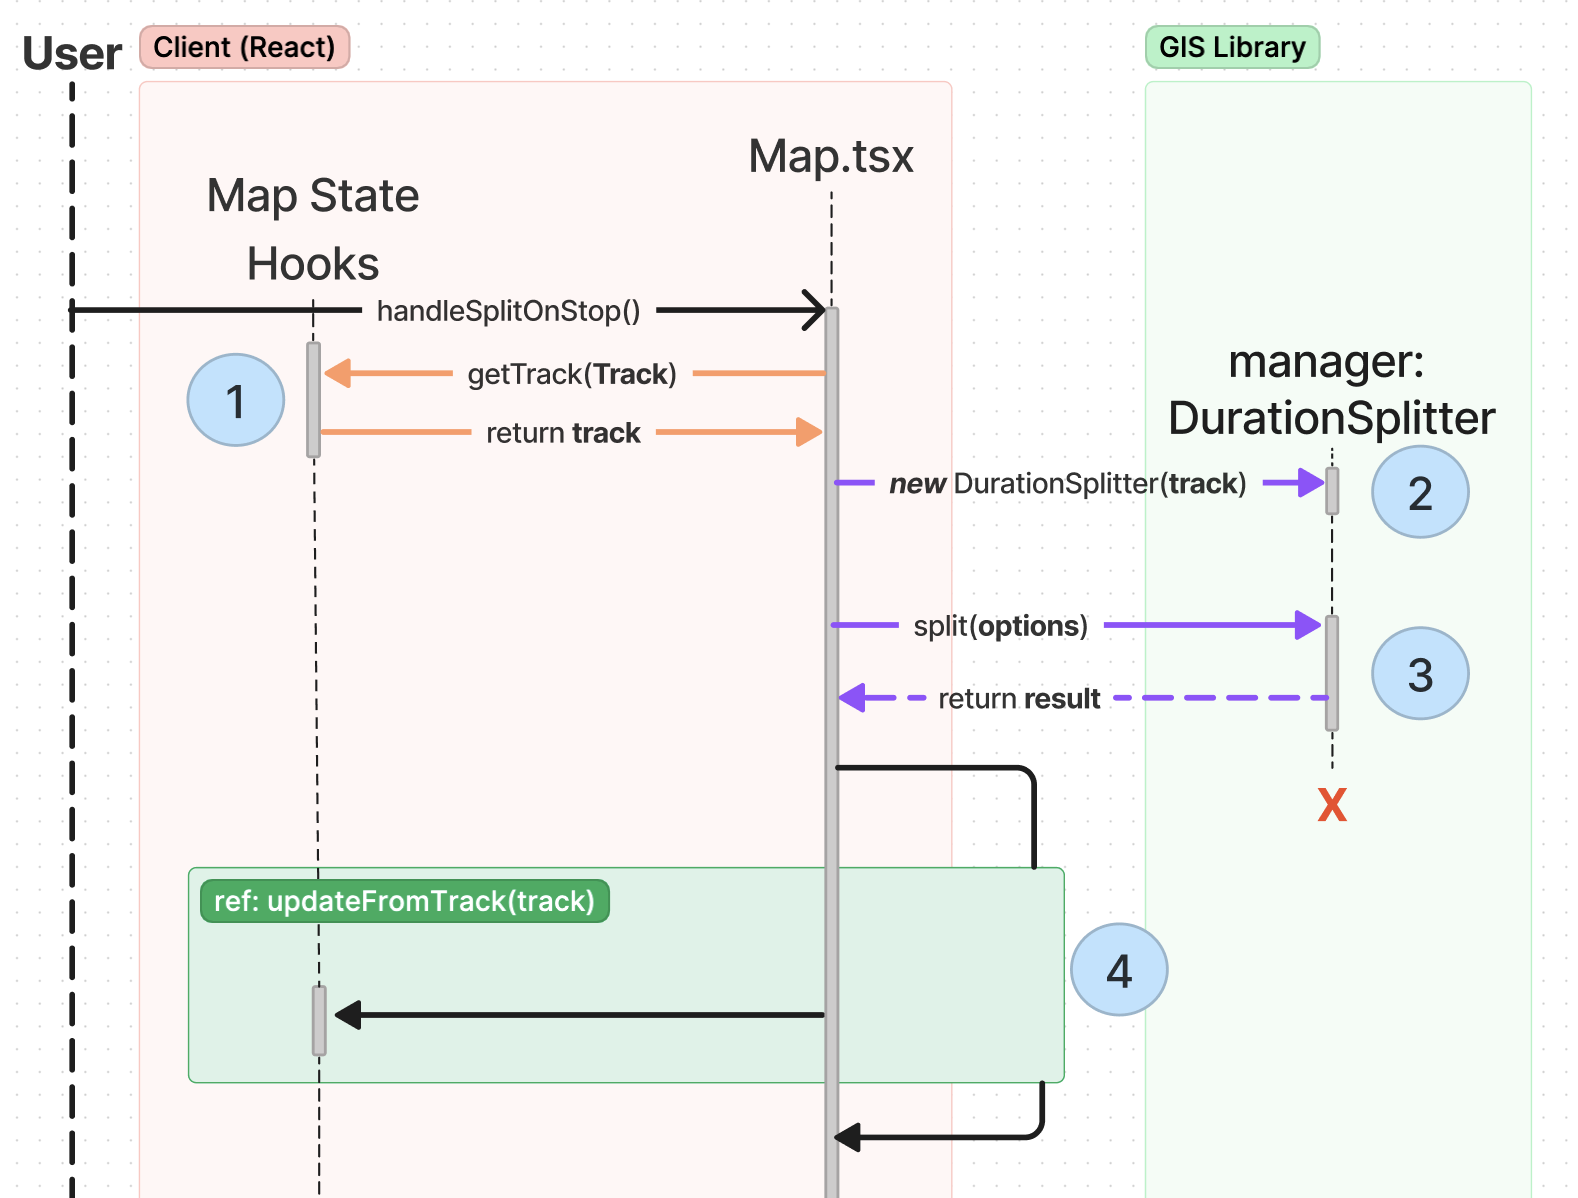 User
Client (React)
GIS Library
Map.tsx
Map State
Hooks
handleSplitOnStop()
manager:
DurationSplitter
getTrack(Track)
1
return track
new DurationSplitter(track)
2
split(options)
3
return result
X
ref: updateFromTrack(track)
4